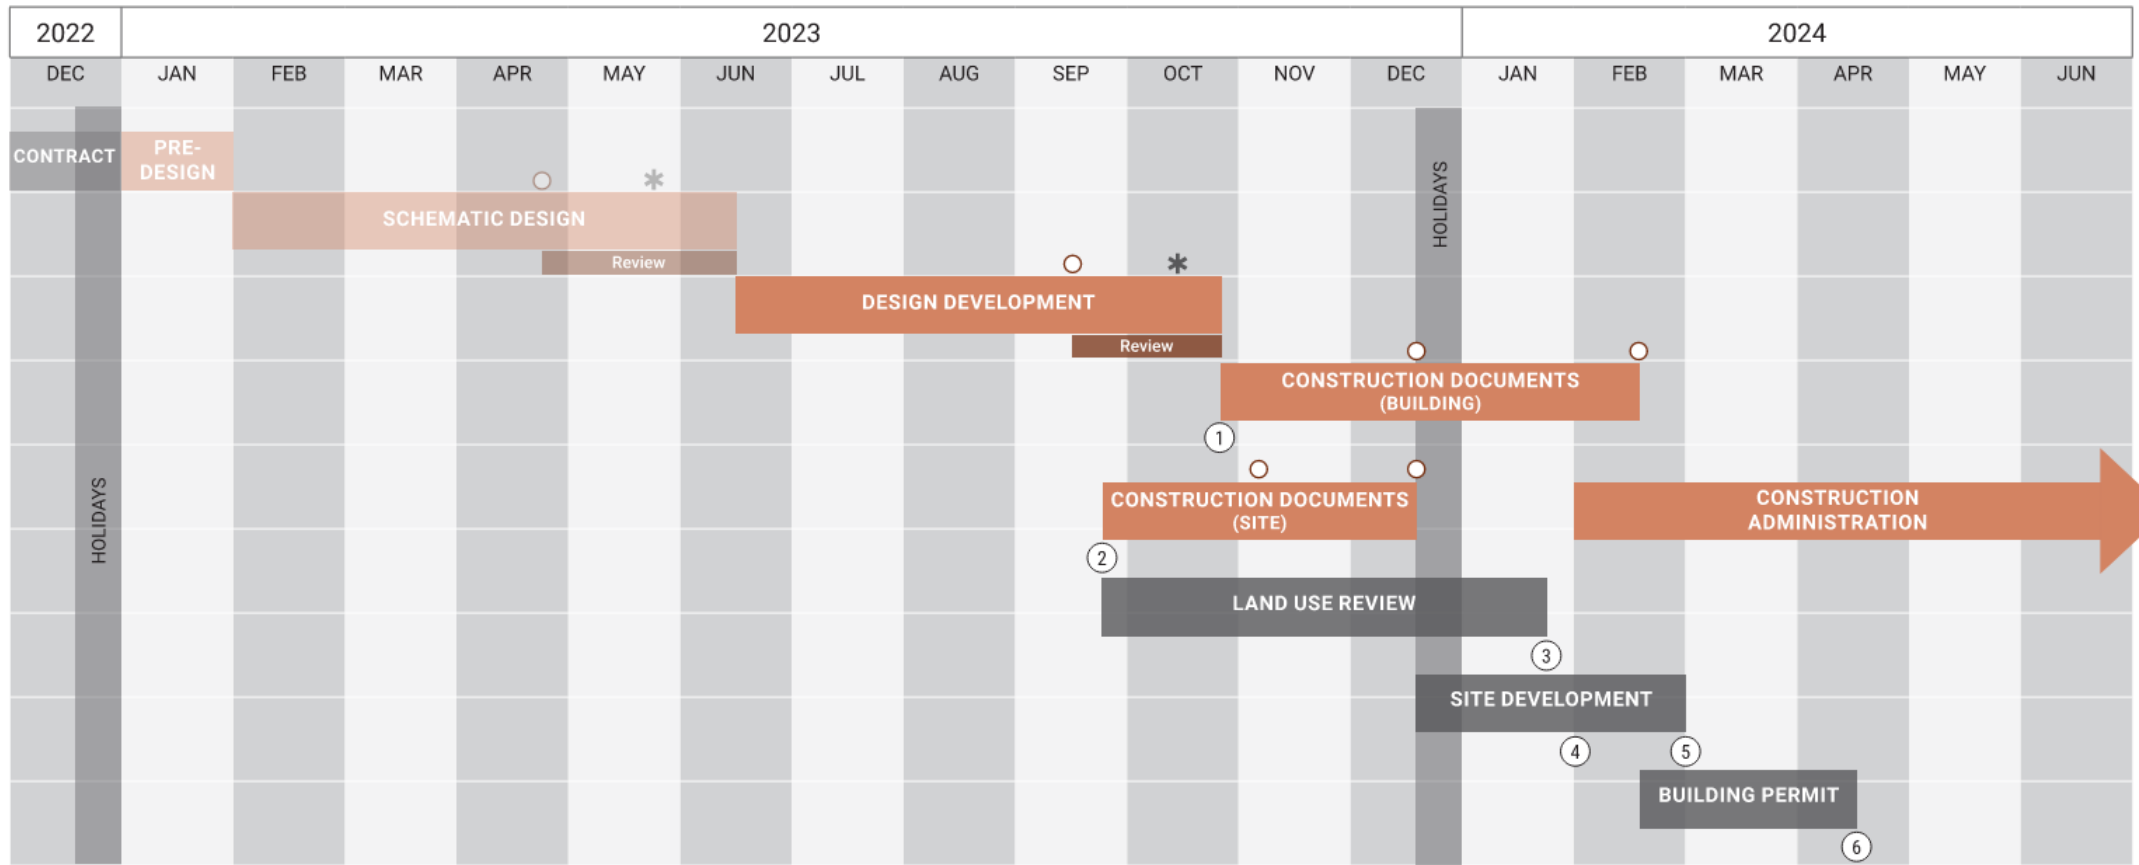 2022
2023
2024
DEC
JAN
FEB
MAR
APR
MAY
JUN
JUL
AUG
SEP
OCT
NOV
DEC
JAN
FEB
MAR
APR
MAY
JUN
CONTRACT
PRE-
DESIGN
HOLIDAYS
SCHEMATIC DESIGN
Review
DESIGN DEVELOPMENT
Review
CONSTRUCTION DOCUMENTS
(BUILDING)
1
HOLIDAYS
CONSTRUCTION DOCUMENTS
(SITE)
CONSTRUCTION
ADMINISTRATION
2
LAND USE REVIEW
3
SITE DEVELOPMENT
4
5
BUILDING PERMIT
6